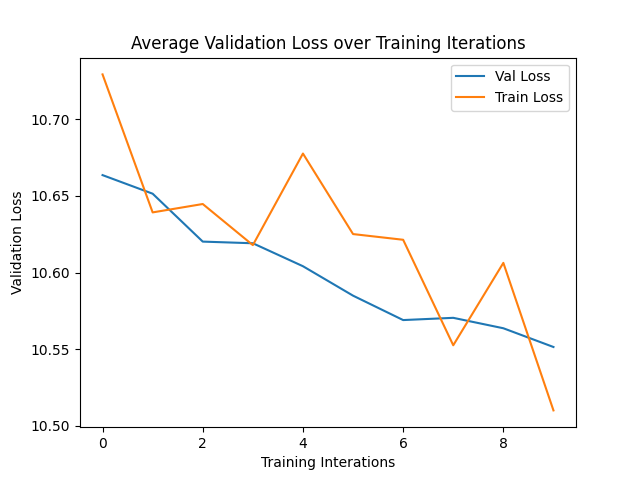 Average Validation Loss over Training Iterations
Val Loss
Train Loss
10.70
10.65
10.60
10.55
10.50
Validation Loss
0 2 4 6 8
Training Interations